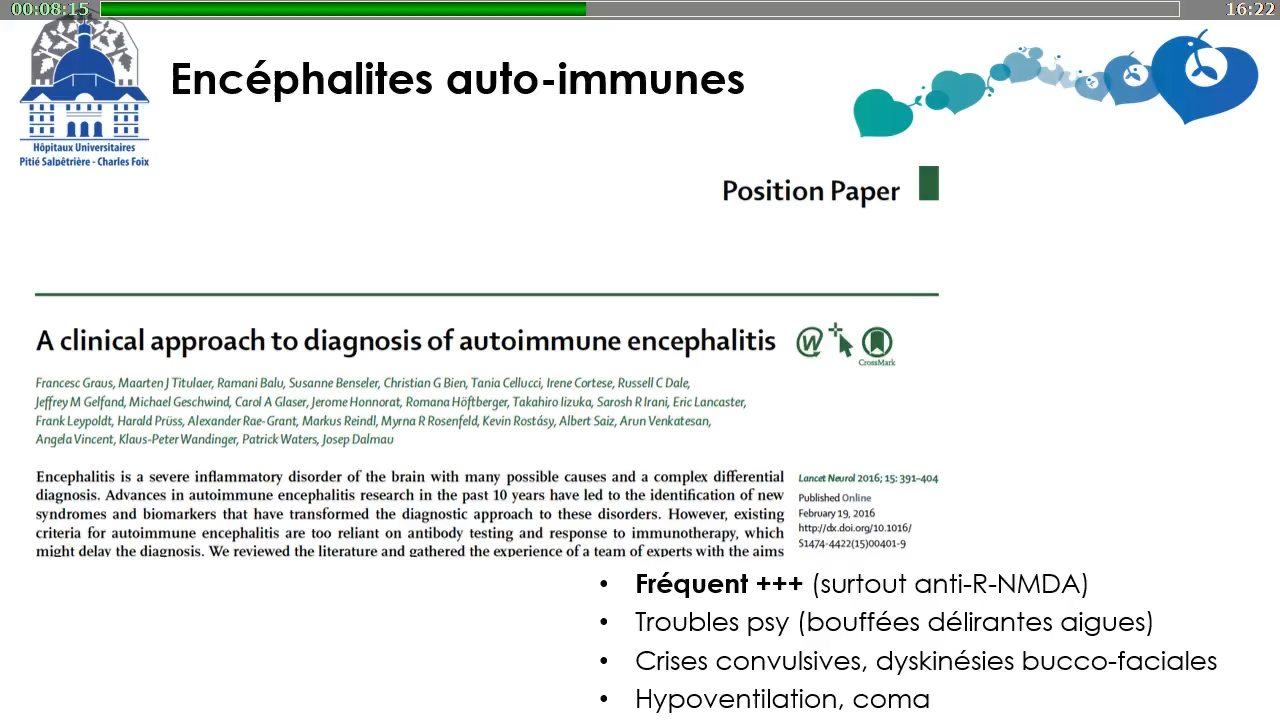 00:08:15
16:22
Encéphalites auto-immunes
Hôpitaux Universitaires
Pitié Salpêtrière - Charles Foix
Position Paper
A clinical approach to diagnosis of autoimmune encephalitis
CrossMark
Francesc Graus, Maarten J Titulaer, Ramani Balu, Susanne Benseler, Christian G Bien, Tania Cellucci, Irene Cortese, Russell C Dale,
Jeffrey M Gelfand, Michael Geschwind, Carol A Glaser, Jerome Honnorat, Romana Höftberger, Takahiro Iizuka, Sarosh R Irani, Eric Lancaster,
Frank Leypoldt, Harald Prüss, Alexander Rae-Grant, Markus Reindl, Myrna R Rosenfeld, Kevin Rostásy, Albert Saiz, Arun Venkatesan,
Angela Vincent, Klaus-Peter Wandinger, Patrick Waters, Josep Dalmau
Encephalitis is a severe inflammatory disorder of the brain with many possible causes and a complex differential
diagnosis. Advances in autoimmune encephalitis research in the past 10 years have led to the identification of new
syndromes and biomarkers that have transformed the diagnostic approach to these disorders. However, existing
criteria for autoimmune encephalitis are too reliant on antibody testing and response to immunotherapy, which
might delay the diagnosis. We reviewed the literature and gathered the experience of a team of experts with the aims
Lancet Neurol 2016; 15: 391–404
Published Online
February 19, 2016
http://dx.doi.org/10.1016/
S1474-4422(15)00401-9
• Fréquent +++ (surtout anti-R-NMDA)
• Troubles psy (bouffées délirantes aigues)
• Crises convulsives, dyskinésies bucco-faciales
• Hypoventilation, coma